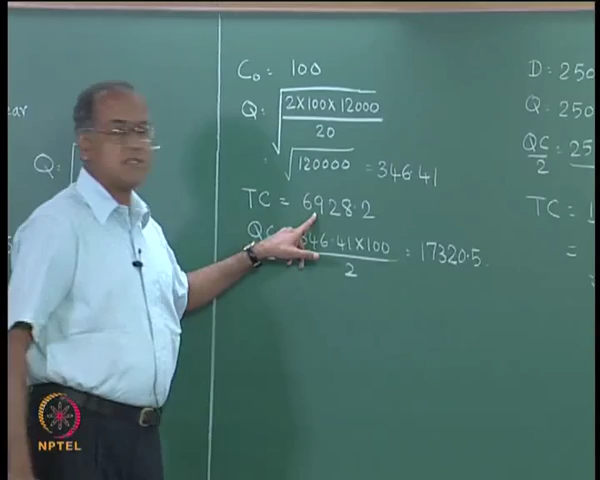 ear
Q =
C₀ = 100
Q = √(2×100×12000 / 20)
= √120000 = 346.41
TC = 6928.2
QC 346.41×100 / 2 = 17320.5
D = 250
Q = 250
QC / 2 = 25
TC =
=
NPTEL